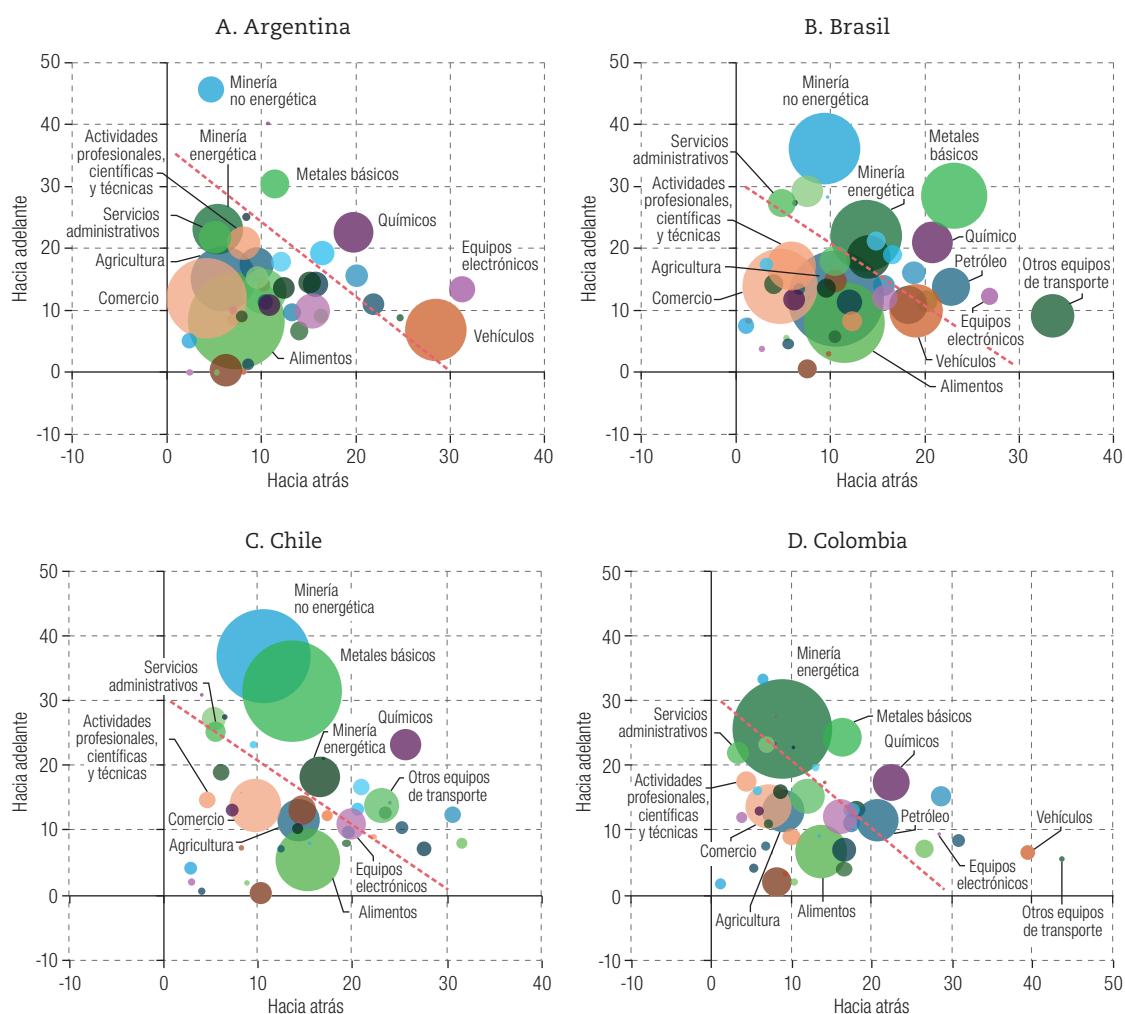 A. Argentina
50
40
30
20
10
0
-10
-10
0
10
20
30
40
Hacia adelante
Hacia atrás
Minería
no energética
Actividades
profesionales,
científicas
y técnicas
Minería
energética
Metales básicos
Servicios
administrativos
Químicos
Agricultura
Equipos
electrónicos
Comercio
Vehículos
Alimentos
B. Brasil
50
40
30
20
10
0
-10
-10
0
10
20
30
40
Hacia adelante
Hacia atrás
Minería
no energética
Servicios
administrativos
Metales
básicos
Minería
energética
Actividades
profesionales,
científicas
y técnicas
Químico
Agricultura
Petróleo
Otros equipos
de transporte
Comercio
Equipos
electrónicos
Vehículos
Alimentos
C. Chile
50
40
30
20
10
0
-10
-10
0
10
20
30
40
Hacia adelante
Hacia atrás
Minería
no energética
Metales básicos
Servicios
administrativos
Actividades
profesionales,
científicas
y técnicas
Químicos
Minería
energética
Otros equipos
de transporte
Comercio
Agricultura
Equipos
electrónicos
Alimentos
D. Colombia
50
40
30
20
10
0
-10
-10
0
10
20
30
40
50
Hacia adelante
Hacia atrás
Minería
energética
Servicios
administrativos
Metales básicos
Químicos
Actividades
profesionales,
científicas
y técnicas
Petróleo
Vehículos
Comercio
Equipos
electrónicos
Agricultura
Alimentos
Otros equipos
de transporte